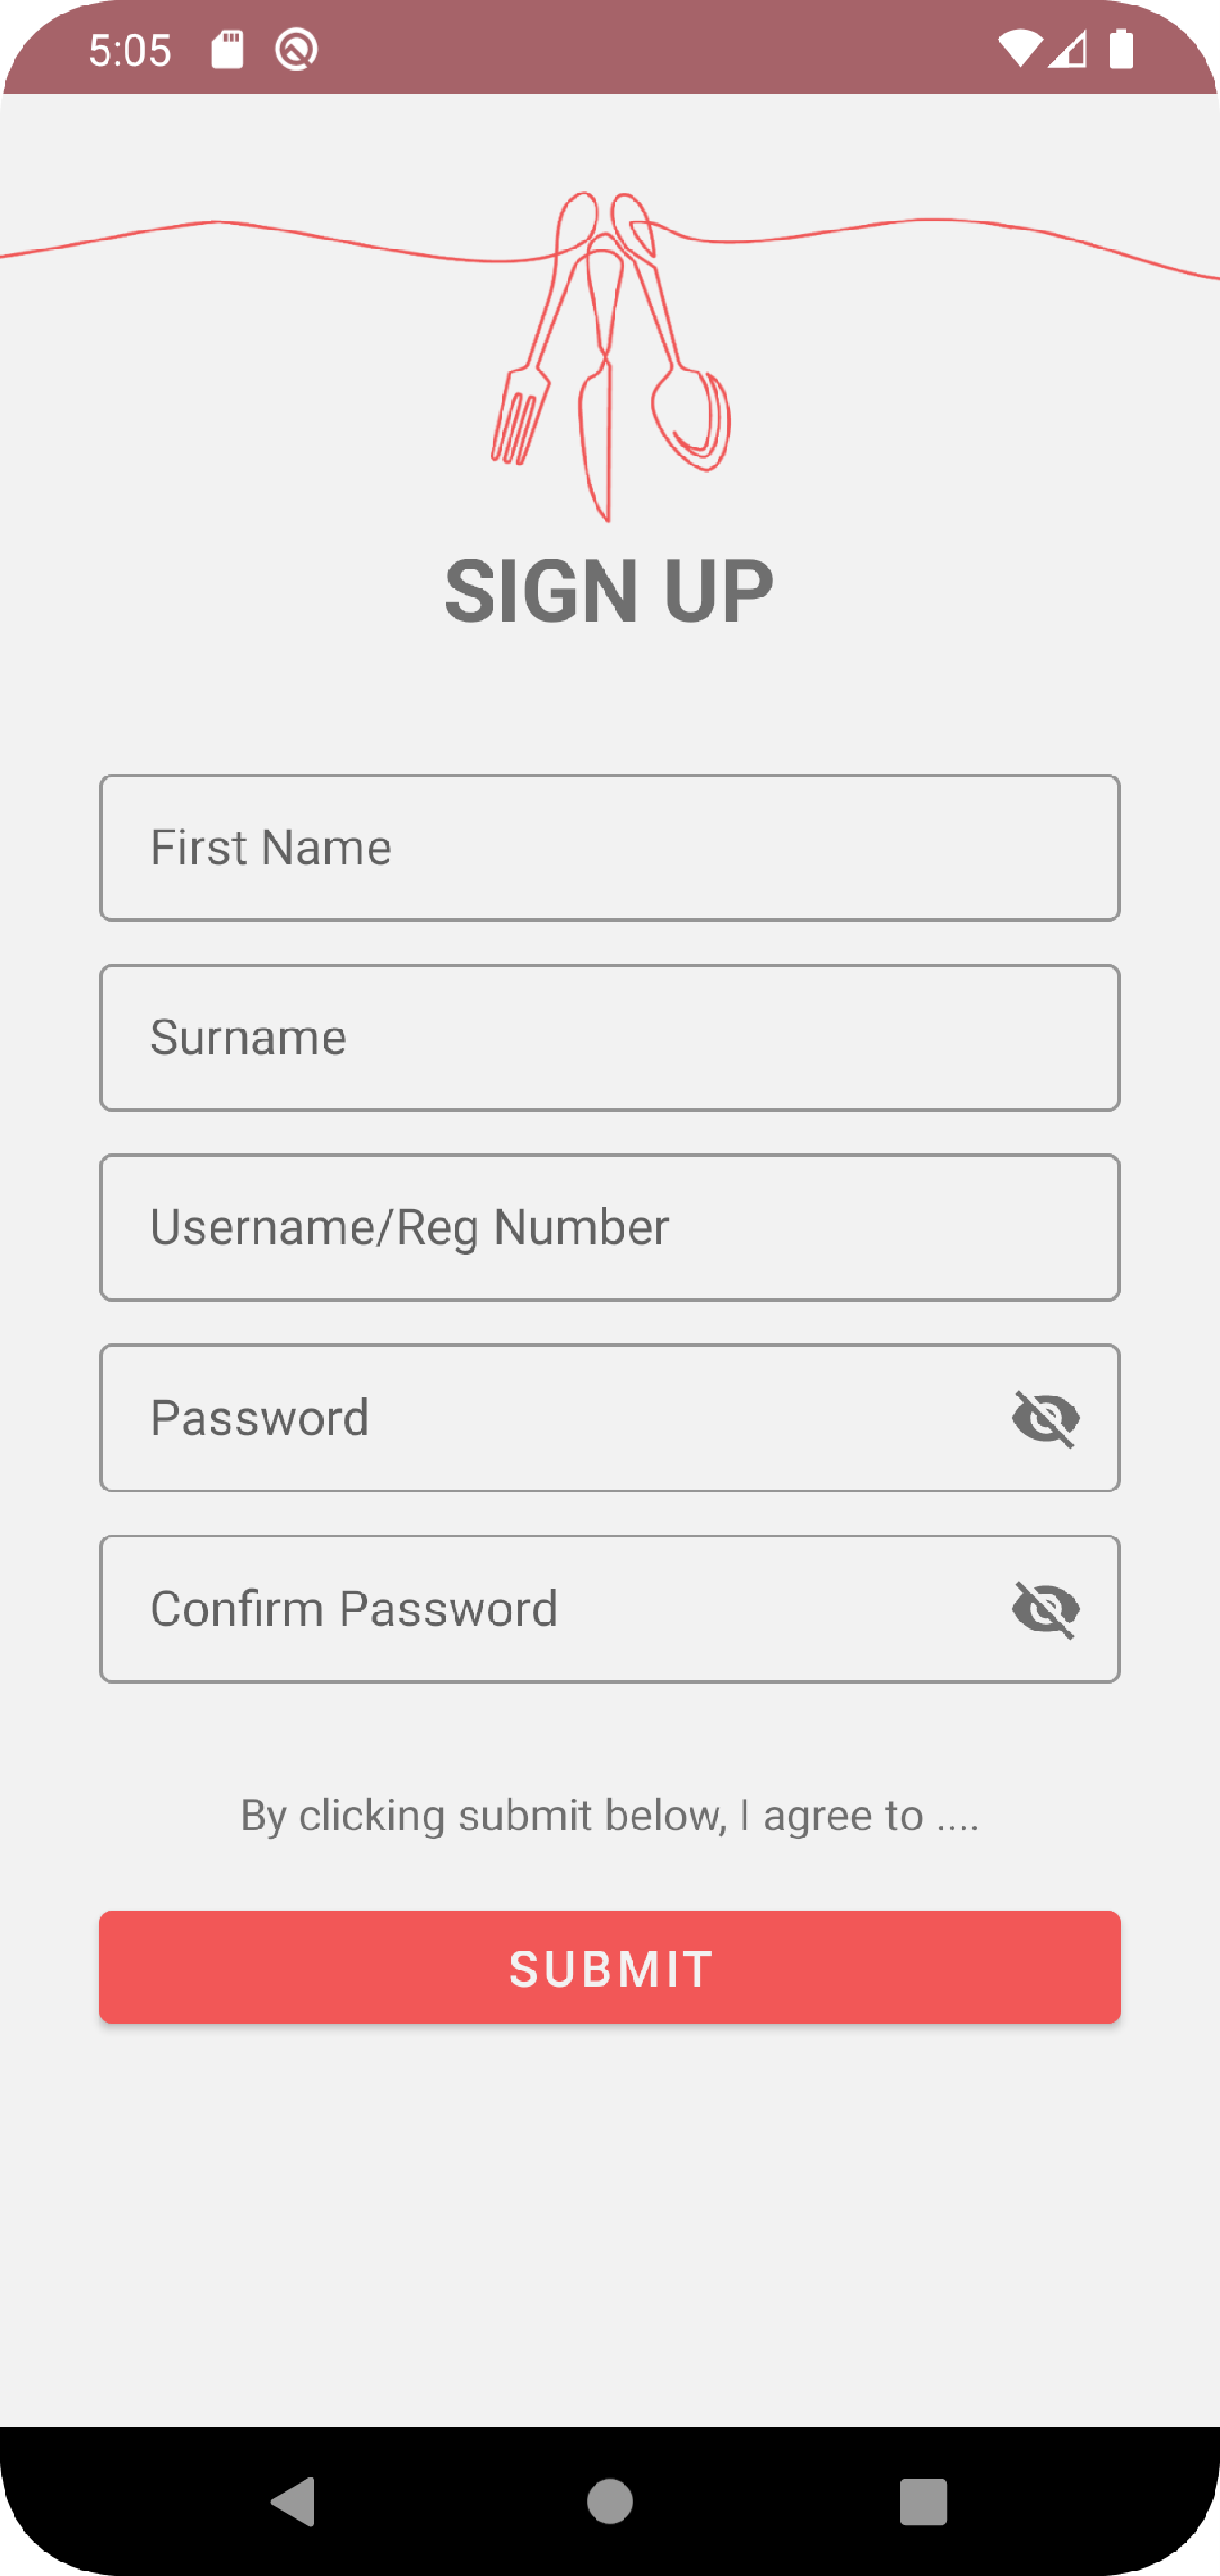 5:05
SIGN UP
First Name
Surname
Username/Reg Number
Password
Confirm Password
By clicking submit below, I agree to ....
SUBMIT